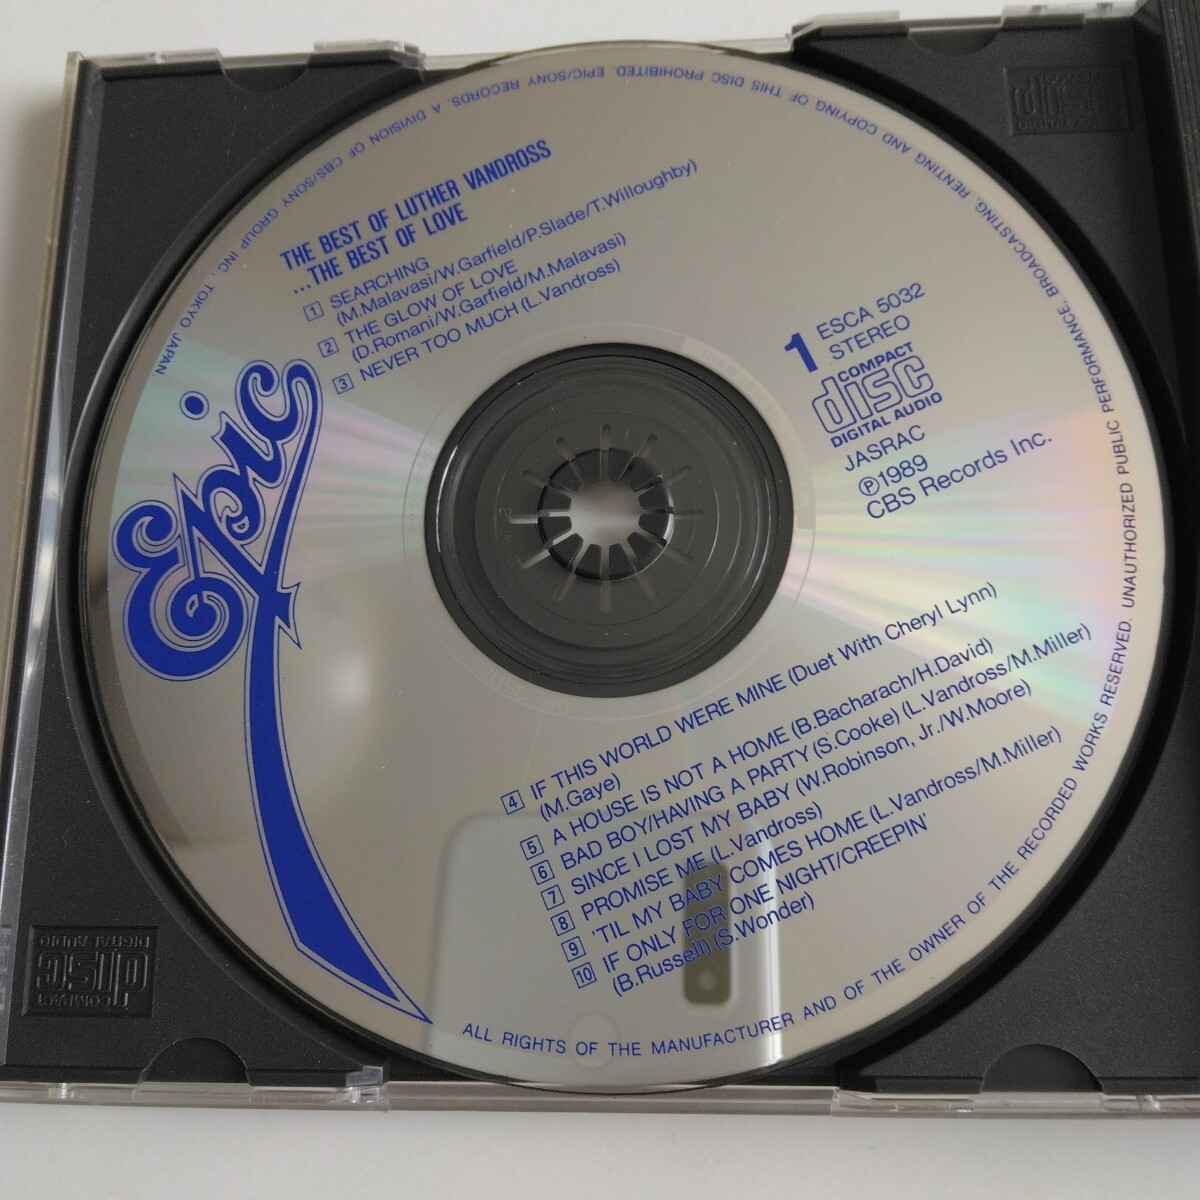 THE BEST OF LUTHER VANDROSS
...THE BEST OF LOVE
1 SEARCHING
(M.Malavasi/W.Garfield/P.Slade/T.Willoughby)
2 THE GLOW OF LOVE
(D.Romani/W.Garfield/M.Malavasi)
3 NEVER TOO MUCH (L.Vandross)
Epic
1
ESCA 5032
STEREO
COMPACT
disc
DIGITAL AUDIO
JASRAC
Ⓟ1989
CBS Records Inc.
4 IF THIS WORLD WERE MINE (Duet With Cheryl Lynn)
(M.Gaye)
5 A HOUSE IS NOT A HOME (B.Bacharach/H.David)
6 BAD BOY/HAVING A PARTY (S.Cooke) (L.Vandross/M.Miller)
7 SINCE I LOST MY BABY (W.Robinson, Jr./W.Moore)
8 PROMISE ME (L.Vandross)
9 'TIL MY BABY COMES HOME (L.Vandross/M.Miller)
10 IF ONLY FOR ONE NIGHT/CREEPIN'
(B.Russell) (S.Wonder)
ALL RIGHTS OF THE MANUFACTURER AND OF THE OWNER OF THE RECORDED WORKS RESERVED. UNAUTHORIZED PUBLIC PERFORMANCE, BROADCASTING, RENTING AND COPYING OF THIS DISC PROHIBITED. EPIC/SONY RECORDS, A DIVISION OF CBS/SONY GROUP INC., TOKYO JAPAN
COMPACT
disc
DIGITAL AUDIO
disc